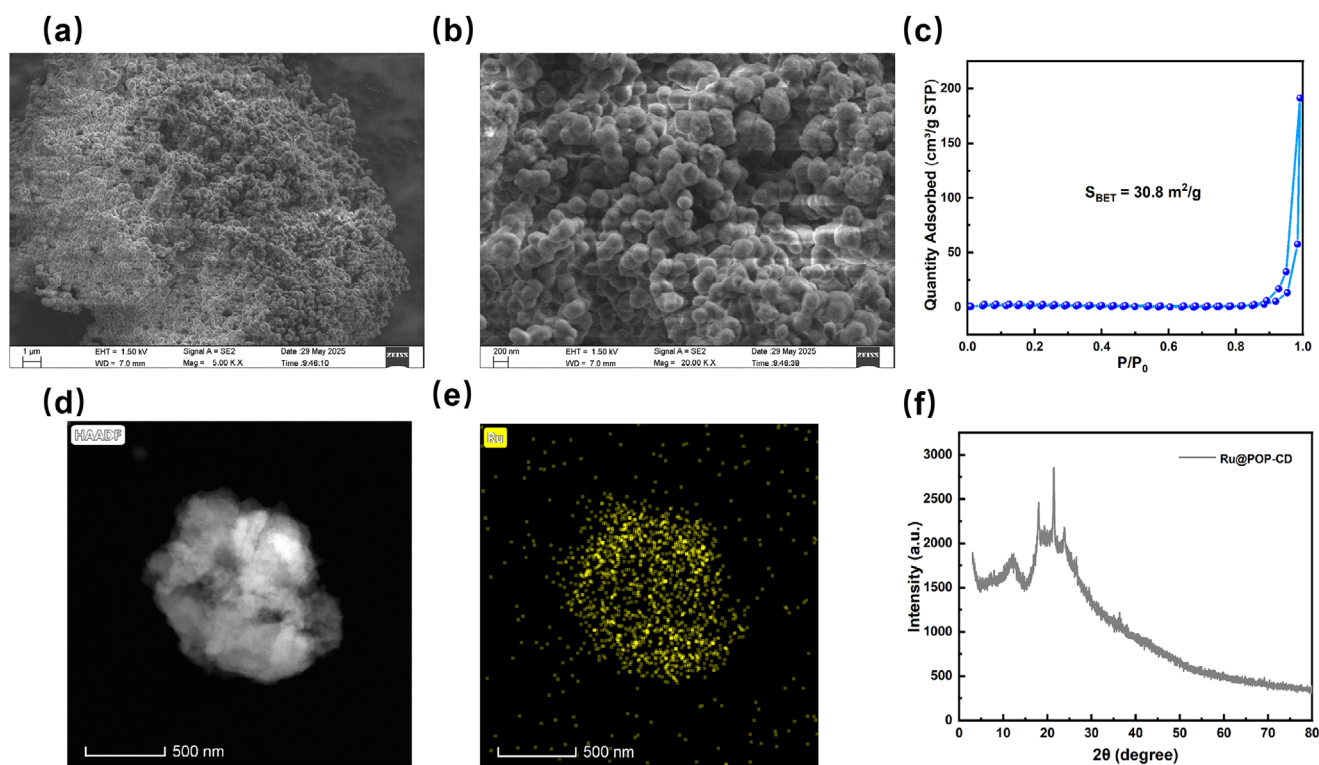 (a)
(b)
(c)
1 µm
EHT = 1.50 kV
Signal A = SE2
Date :29 May 2025
WD = 7.0 mm
Mag = 5.00 K X
Time :9:46:10
ZEISS
200 nm
EHT = 1.50 kV
Signal A = SE2
Date :29 May 2025
WD = 7.0 mm
Mag = 20.00 K X
Time :9:46:39
ZEISS
Quantity Adsorbed (cm³/g STP)
200
150
100
50
0
S_BET = 30.8 m²/g
0.0 0.2 0.4 0.6 0.8 1.0
P/P₀
(d)
(e)
(f)
HAADF
500 nm
Ru
500 nm
Intensity (a.u.)
3000
2500
2000
1500
1000
500
0
Ru@POP-CD
0 10 20 30 40 50 60 70 80
2θ (degree)